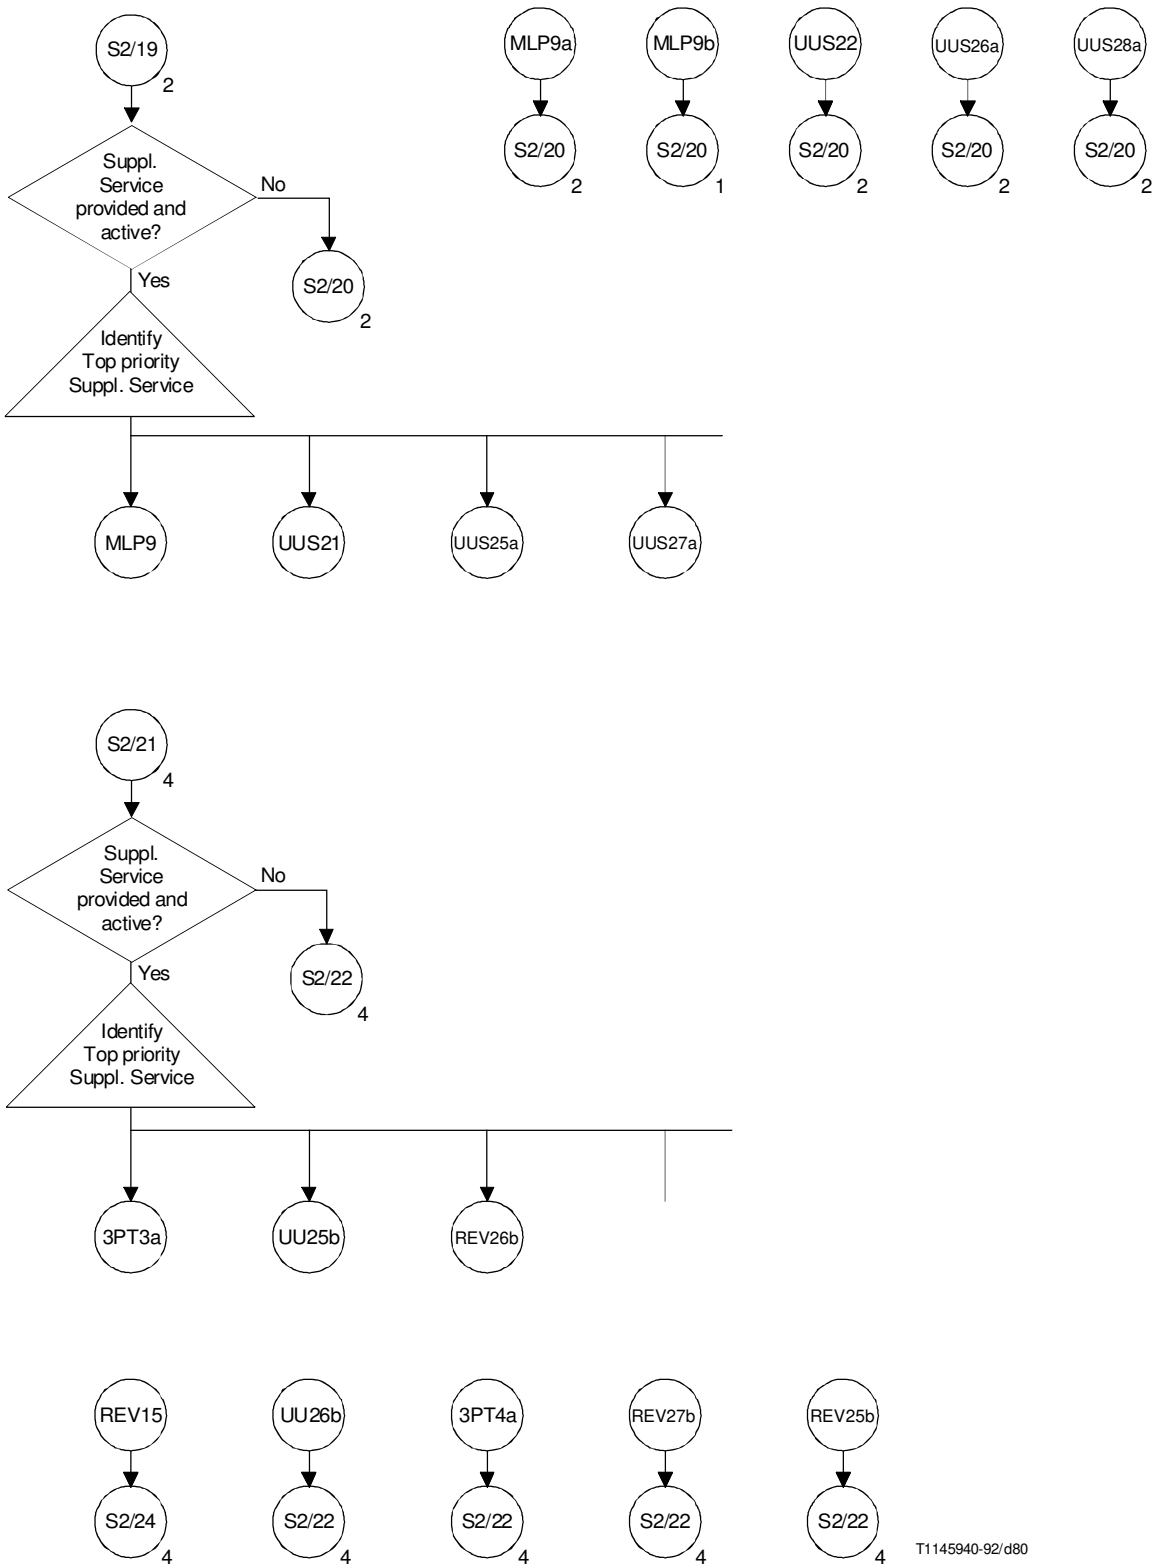 S2/19
2
Suppl.
Service
provided and
active?
No
S2/20
2
Yes
Identify
Top priority
Suppl. Service
MLP9
UUS21
UUS25a
UUS27a
MLP9a
MLP9b
UUS22
UUS26a
UUS28a
S2/20
2
S2/20
1
S2/20
2
S2/20
2
S2/20
2
S2/21
4
Suppl.
Service
provided and
active?
No
S2/22
4
Yes
Identify
Top priority
Suppl. Service
3PT3a
UU25b
REV26b
REV15
UU26b
3PT4a
REV27b
REV25b
S2/24
4
S2/22
4
S2/22
4
S2/22
4
S2/22
4
T1145940-92/d80